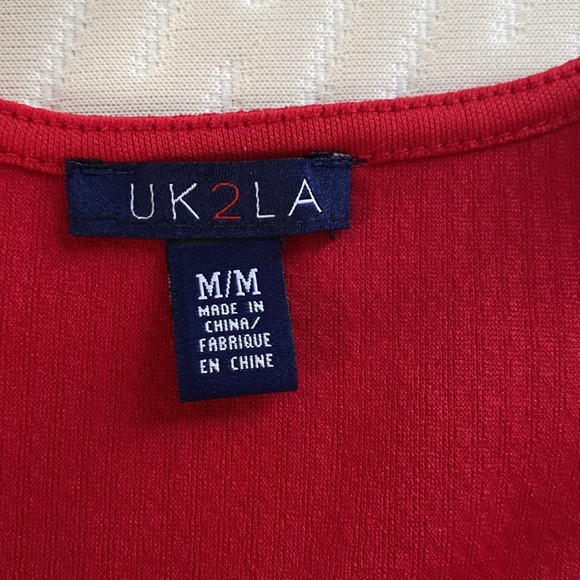 UK2LA
M/M
MADE IN
CHINA/
FABRIQUE
EN CHINE